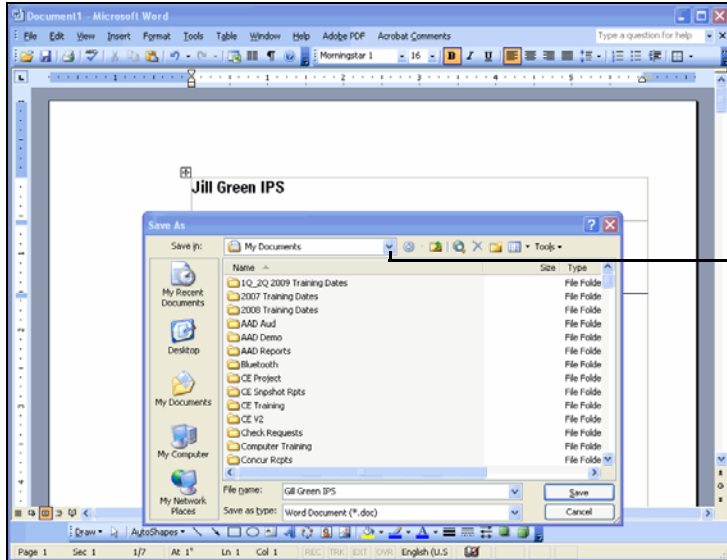 Document1 - Microsoft Word
File Edit View Insert Format Tools Table Window Help Adobe PDF Acrobat Comments Type a question for help
Morningstar 1 16 B I U
1 1 2 3 4 5
Jill Green IPS
Save As
Save in: My Documents Tools
Name Size Type
My Recent Documents
Desktop
My Documents
My Computer
My Network Places
1Q_2Q 2009 Training Dates File Folde
2007 Training Dates File Folde
2008 Training Dates File Folde
AAD Aud File Folde
AAD Demo File Folde
AAD Reports File Folde
Bluetooth File Folde
CE Project File Folde
CE Snpshot Rpts File Folde
CE Training File Folde
CE V2 File Folde
Check Requests File Folde
Computer Training File Folde
Concur Rcpts File Folde
File name: Gill Green IPS Save
Save as type: Word Document (*.doc) Cancel
Draw AutoShapes
Page 1 Sec 1 1/7 At 1" Ln 1 Col 1 REC TRK EXT OVR English (U.S